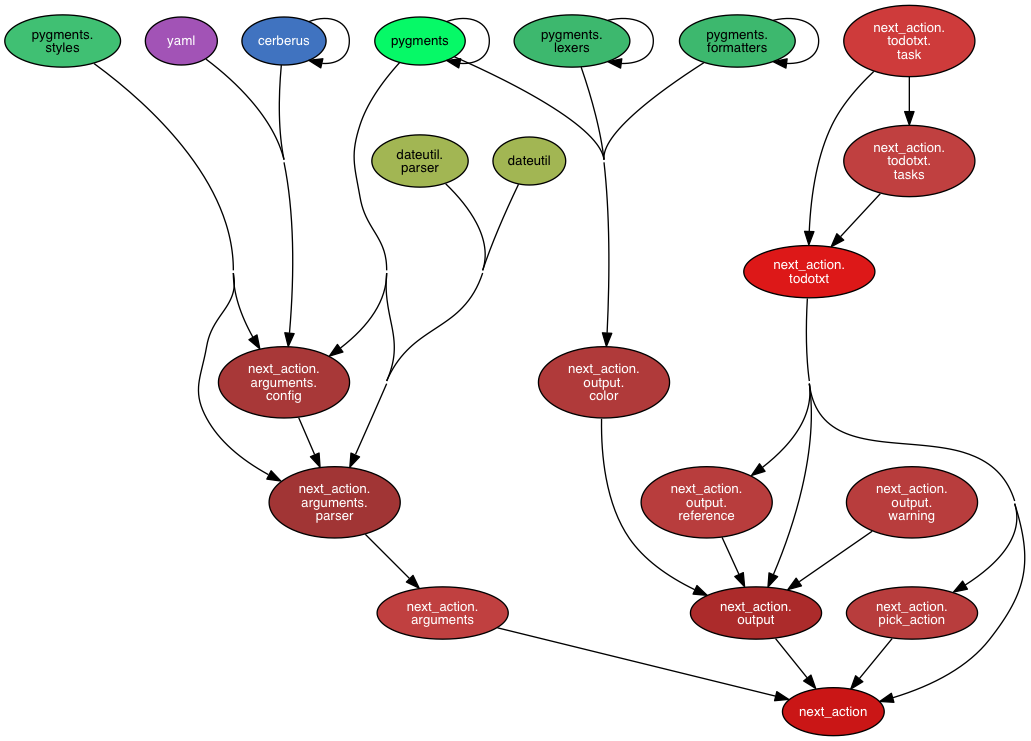 pygments.
styles
yaml
cerberus
pygments
pygments.
lexers
pygments.
formatters
next_action.
todotxt.
task
dateutil.
parser
dateutil
next_action.
todotxt.
tasks
next_action.
todotxt
next_action.
arguments.
config
next_action.
output.
color
next_action.
arguments.
parser
next_action.
output.
reference
next_action.
output.
warning
next_action.
arguments
next_action.
output
next_action.
pick_action
next_action